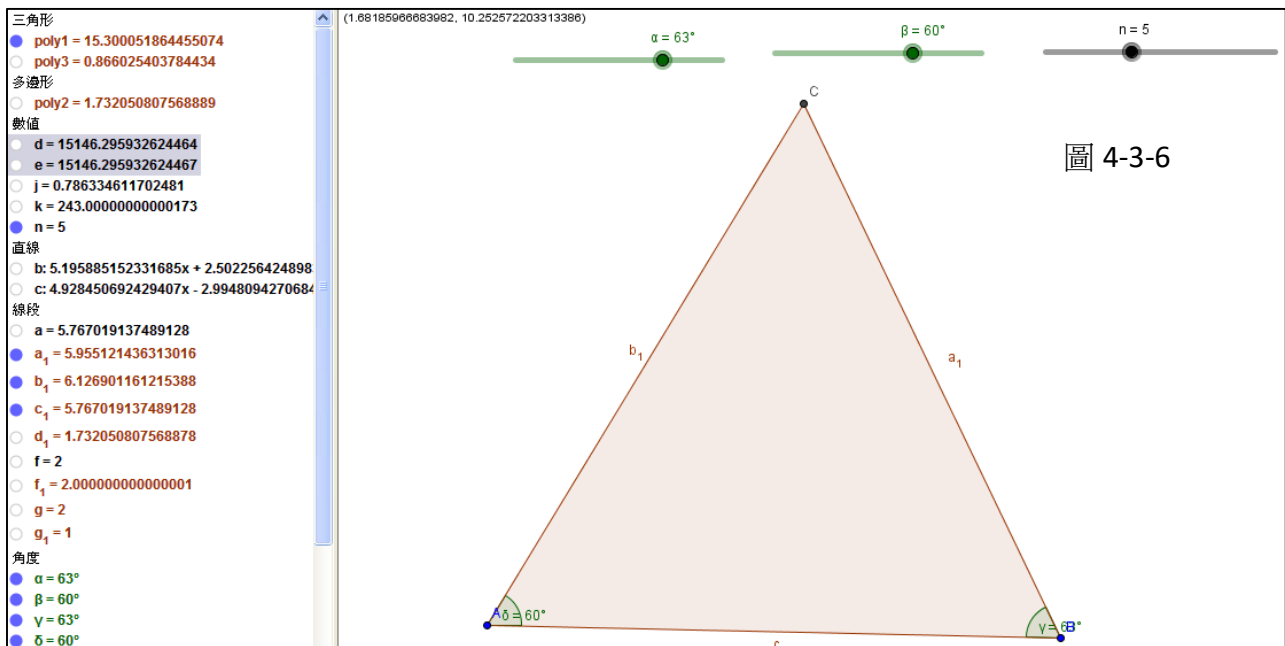 三角形
poly1 = 15.300051864455074
poly3 = 0.866025403784434
多邊形
poly2 = 1.732050807568889
數值
d = 15146.295932624464
e = 15146.295932624467
j = 0.786334611702481
k = 243.00000000000173
n = 5
直線
b: 5.195885152331685x + 2.502256424898
c: 4.928450692429407x - 2.9948094270684
線段
a = 5.767019137489128
a₁ = 5.955121436313016
b₁ = 6.126901161215388
c₁ = 5.767019137489128
d₁ = 1.732050807568878
f = 2
f₁ = 2.000000000000001
g = 2
g₁ = 1
角度
α = 63°
β = 60°
γ = 63°
δ = 60°
(1.68185966683982, 10.252572203313386)
α = 63°
β = 60°
n = 5
C
圖 4-3-6
b₁
a₁
A
δ = 60°
γ = 63°
B